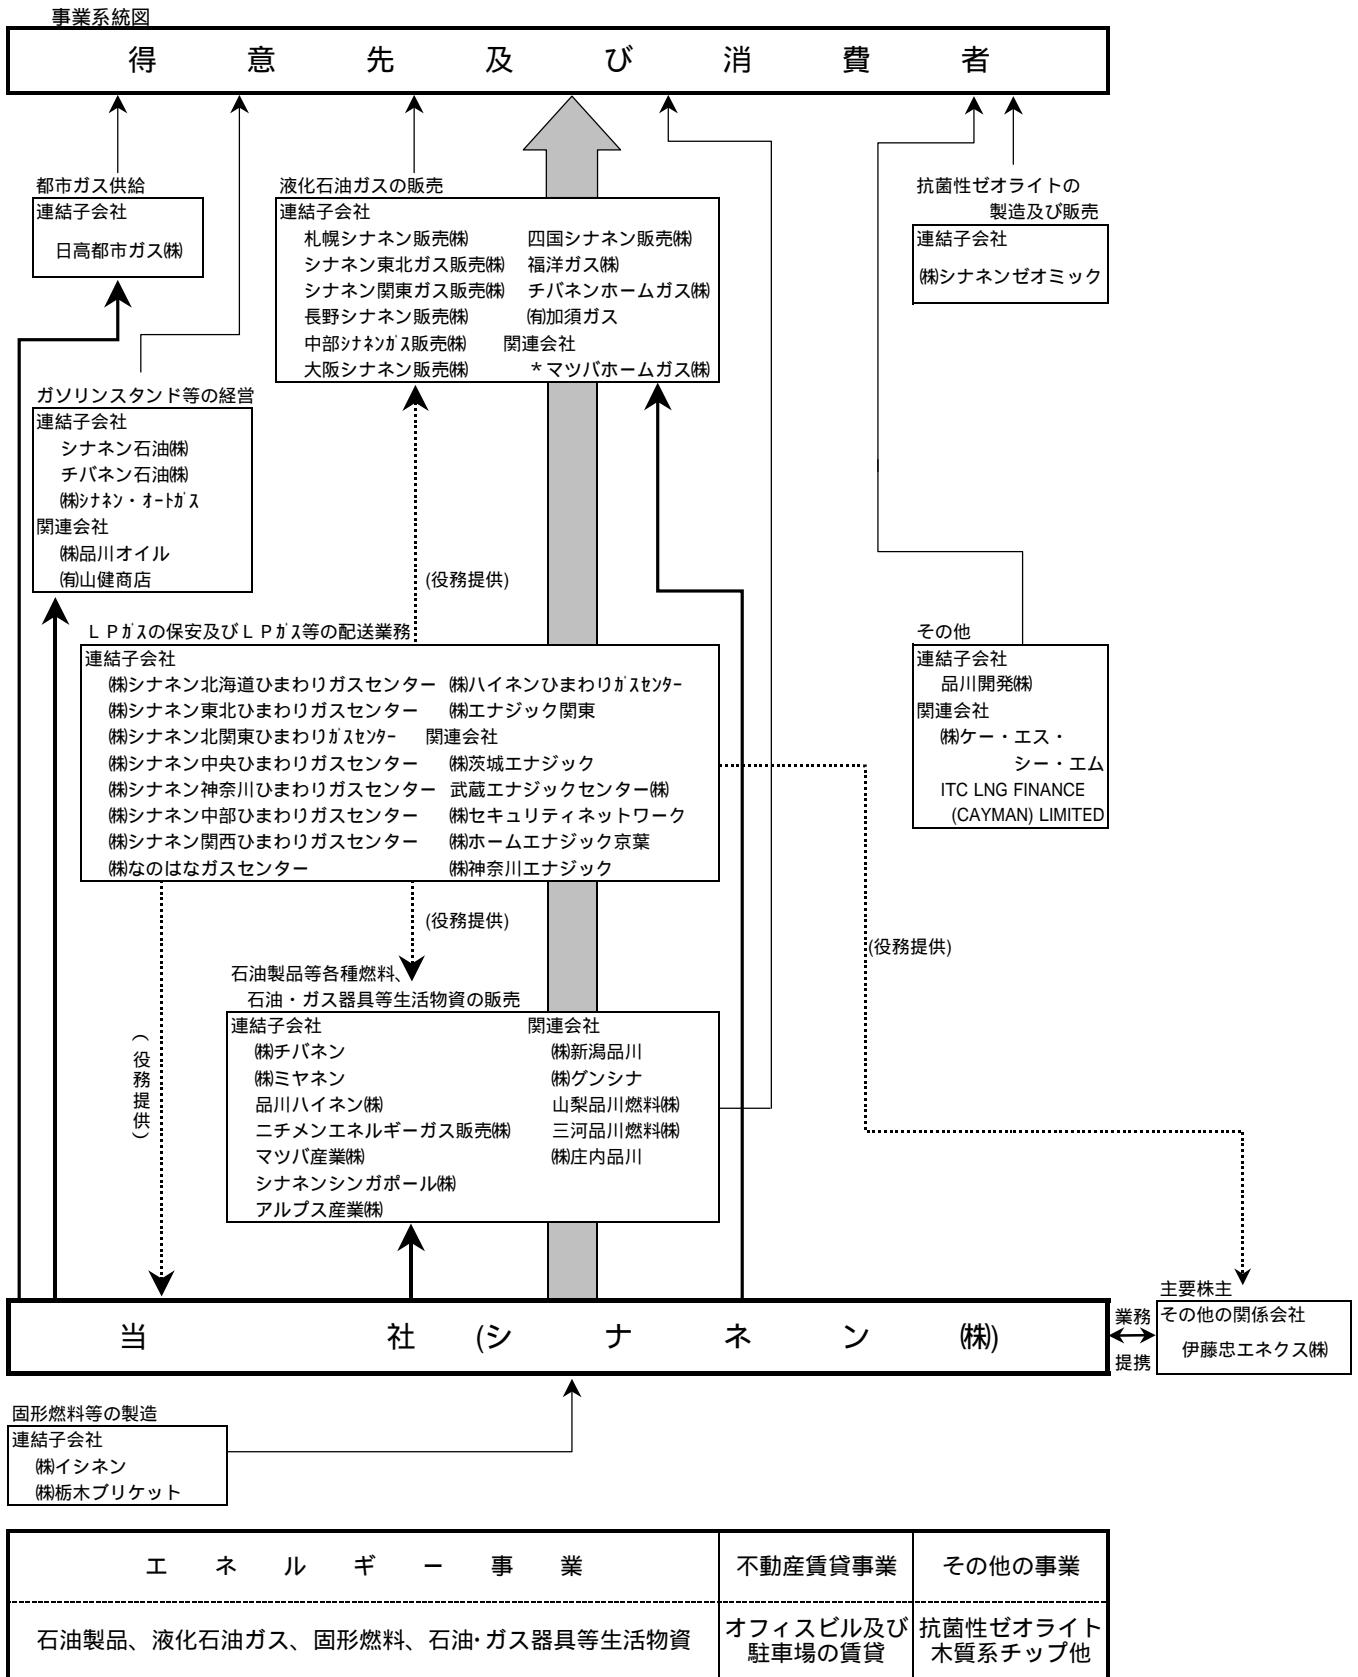 事業系統図
得意先及び消費者
都市ガス供給
連結子会社
日高都市ガス㈱
液化石油ガスの販売
連結子会社
札幌シナネン販売㈱ 四国シナネン販売㈱
シナネン東北ガス販売㈱ 福洋ガス㈱
シナネン関東ガス販売㈱ チバネンホームガス㈱
長野シナネン販売㈱ ㈲加須ガス
中部ｼﾅﾈﾝｶﾞｽ販売㈱ 関連会社
大阪シナネン販売㈱ ＊マツバホームガス㈱
抗菌性ゼオライトの
製造及び販売
連結子会社
㈱シナネンゼオミック
ガソリンスタンド等の経営
連結子会社
シナネン石油㈱
チバネン石油㈱
㈱ｼﾅﾈﾝ・ｵｰﾄｶﾞｽ
関連会社
㈱品川オイル
㈲山健商店
(役務提供)
ＬＰｶﾞｽの保安及びＬＰｶﾞｽ等の配送業務
連結子会社
㈱シナネン北海道ひまわりガスセンター ㈱ハイネンひまわりｶﾞｽｾﾝﾀｰ
㈱シナネン東北ひまわりガスセンター ㈱エナジック関東
㈱シナネン北関東ひまわりｶﾞｽｾﾝﾀｰ 関連会社
㈱シナネン中央ひまわりガスセンター ㈱茨城エナジック
㈱シナネン神奈川ひまわりガスセンター 武蔵エナジックセンター㈱
㈱シナネン中部ひまわりガスセンター ㈱セキュリティネットワーク
㈱シナネン関西ひまわりガスセンター ㈱ホームエナジック京葉
㈱なのはなガスセンター ㈱神奈川エナジック
その他
連結子会社
品川開発㈱
関連会社
㈱ケー・エス・
シー・エム
ITC LNG FINANCE
(CAYMAN) LIMITED
(役務提供)
(役務提供)
(役務提供)
石油製品等各種燃料、
石油・ガス器具等生活物資の販売
連結子会社 関連会社
㈱チバネン ㈱新潟品川
㈱ミヤネン ㈱グンシナ
品川ハイネン㈱ 山梨品川燃料㈱
ニチメンエネルギーガス販売㈱ 三河品川燃料㈱
マツバ産業㈱ ㈱庄内品川
シナネンシンガポール㈱
アルプス産業㈱
当社(シナネン㈱)
業務
提携
主要株主
その他の関係会社
伊藤忠エネクス㈱
固形燃料等の製造
連結子会社
㈱イシネン
㈱栃木ブリケット
エネルギー事業 不動産賃貸事業 その他の事業
石油製品、液化石油ガス、固形燃料、石油・ガス器具等生活物資
オフィスビル及び
駐車場の賃貸
抗菌性ゼオライト
木質系チップ他